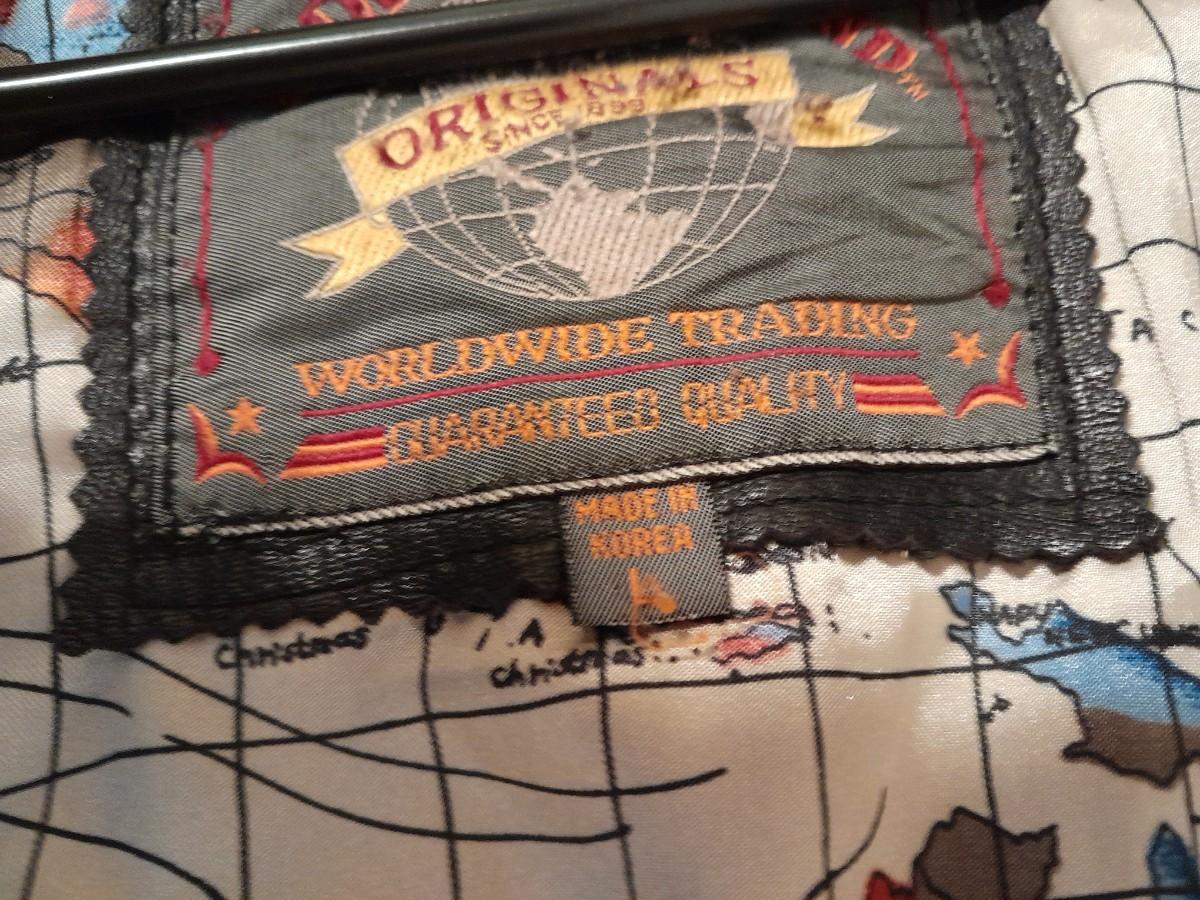 ORIGINALS
SINCE 1899
WORLDWIDE TRADING
GUARANTEED QUALITY
MADE IN
KOREA
L
Christmas
Christmas